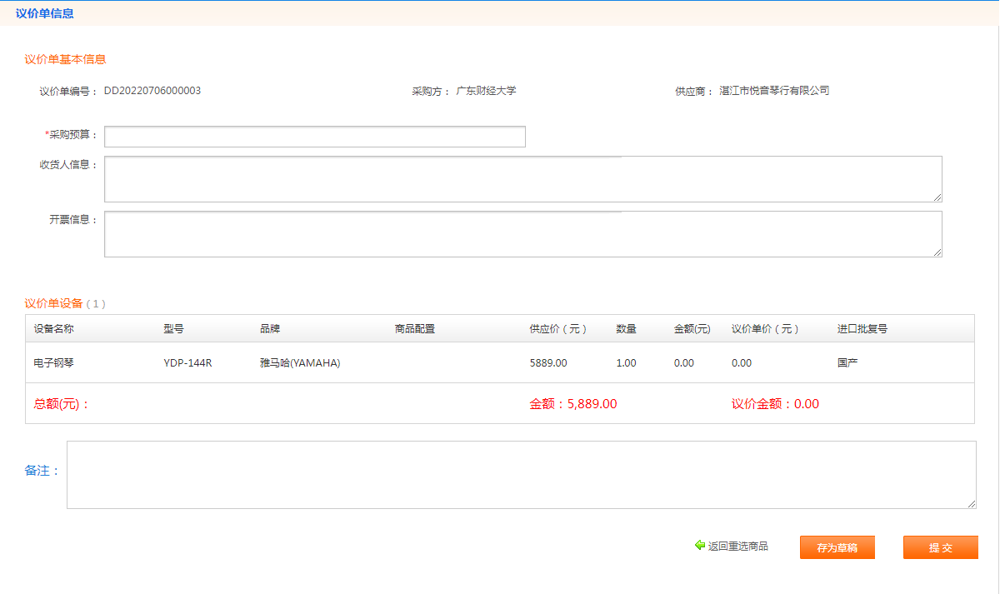 议价单信息
议价单基本信息
议价单编号： DD20220706000003 采购方： 广东财经大学 供应商： 湛江市悦音琴行有限公司
*采购预算：
收货人信息：
开票信息：
议价单设备（1）
设备名称 型号 品牌 商品配置 供应价（元） 数量 金额(元) 议价单价（元） 进口批复号
电子钢琴 YDP-144R 雅马哈(YAMAHA) 5889.00 1.00 0.00 0.00 国产
总额(元)： 金额：5,889.00 议价金额：0.00
备注：
返回重选商品 存为草稿 提 交